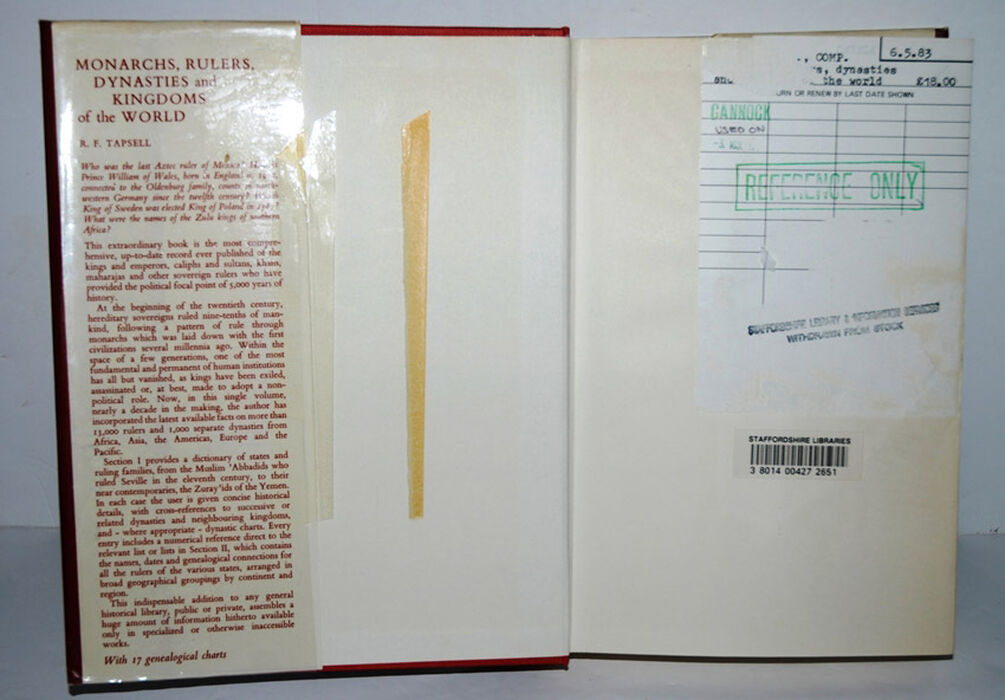 MONARCHS, RULERS,
DYNASTIES and
KINGDOMS
of the WORLD
R. F. TAPSELL
Who was the last Aztec ruler of Mexico?
Prince William of Wales, born in England
connected to the Oldenburg family, counts
western Germany since the twelfth century?
King of Sweden was elected King of Poland in
What were the names of the Zulu kings of southern
Africa?
This extraordinary book is the most compre-
hensive, up-to-date record ever published of the
kings and emperors, caliphs and sultans, khans,
maharajas and other sovereign rulers who have
provided the political focal point of 5,000 years of
history.
At the beginning of the twentieth century,
hereditary sovereigns ruled nine-tenths of man-
kind, following a pattern of rule through
monarchs which was laid down with the first
civilizations several millennia ago. Within the
space of a few generations, one of the most
fundamental and permanent of human institutions
has all but vanished, as kings have been exiled,
assassinated or, at best, made to adopt a non-
political role. Now, in this single volume,
nearly a decade in the making, the author has
incorporated the latest available facts on more than
13,000 rulers and 1,000 separate dynasties from
Africa, Asia, the Americas, Europe and the
Pacific.
Section I provides a dictionary of states and
ruling families, from the Muslim 'Abbadids who
ruled Seville in the eleventh century, to their
near contemporaries, the Zuray'ids of the Yemen.
In each case the user is given concise historical
details, with cross-references to successive or
related dynasties and neighbouring kingdoms,
and - where appropriate - dynastic charts. Every
entry includes a numerical reference direct to the
relevant list or lists in Section II, which contains
the names, dates and genealogical connections for
all the rulers of the various states, arranged in
broad geographical groupings by continent and
region.
This indispensable addition to any general
historical library, public or private, assembles a
huge amount of information hitherto available
only in specialized or otherwise inaccessible
works.
With 17 genealogical charts
., COMP. 6.5.83
dynasties
the world £18.00
OR RENEW BY LAST DATE SHOWN
CANNOCK
USED ON
REFERENCE ONLY
STAFFORDSHIRE LIBRARY & INFORMATION SERVICES
WITHDRAWN FROM STOCK
STAFFORDSHIRE LIBRARIES
3 8014 00427 2651